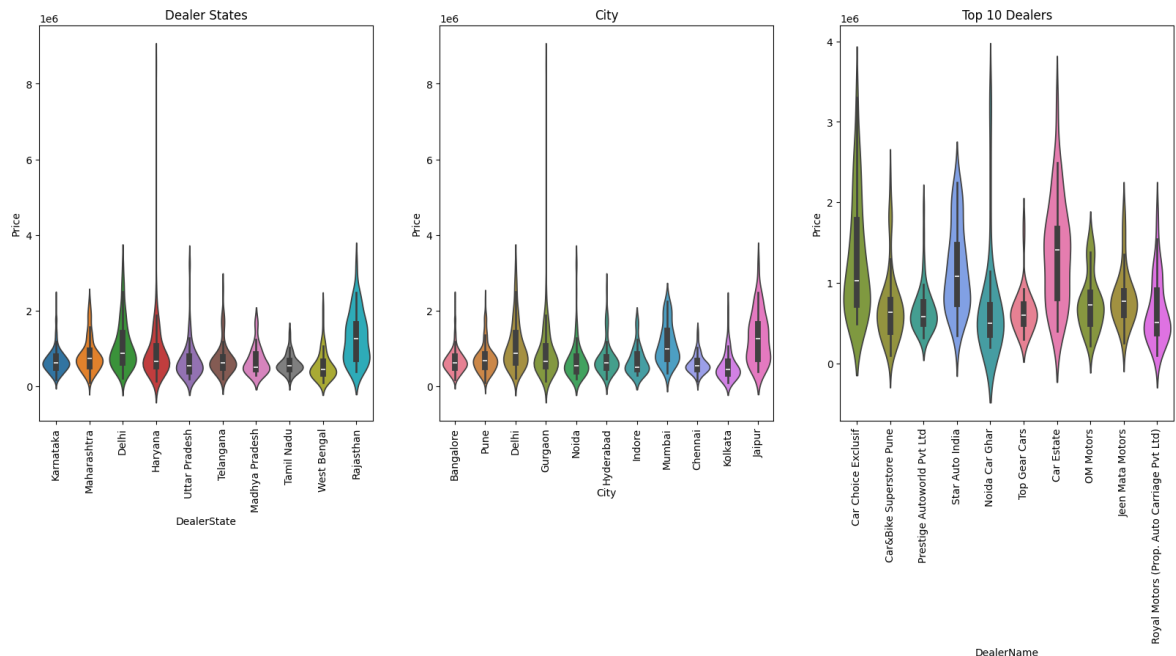 Dealer States
1e6
Price
8
6
4
2
0
Karnataka
Maharashtra
Delhi
Haryana
Uttar Pradesh
Telangana
Madhya Pradesh
Tamil Nadu
West Bengal
Rajasthan
DealerState
City
1e6
Price
8
6
4
2
0
Bangalore
Pune
Delhi
Gurgaon
Noida
Hyderabad
Indore
Mumbai
Chennai
Kolkata
Jaipur
City
Top 10 Dealers
1e6
Price
4
3
2
1
0
Car Choice Exclusif
Car&Bike Superstore Pune
Prestige Autoworld Pvt Ltd
Star Auto India
Noida Car Ghar
Top Gear Cars
Car Estate
OM Motors
Jeen Mata Motors
Royal Motors (Prop. Auto Carriage Pvt Ltd)
DealerName